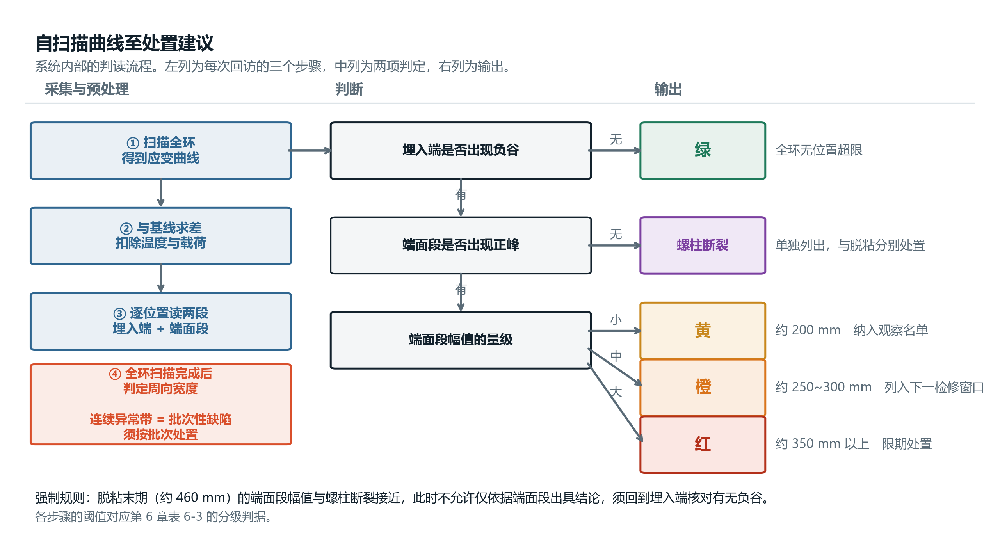 自扫描曲线至处置建议
系统内部的判读流程。左列为每次回访的三个步骤，中列为两项判定，右列为输出。
采集与预处理
判断
输出
① 扫描全环
得到应变曲线
② 与基线求差
扣除温度与载荷
③ 逐位置读两段
埋入端 + 端面段
④ 全环扫描完成后
判定周向宽度
连续异常带 = 批次性缺陷
须按批次处置
埋入端是否出现负谷
无
绿
全环无位置超限
有
端面段是否出现正峰
无
螺柱断裂
单独列出，与脱粘分别处置
有
端面段幅值的量级
小
黄
约 200 mm 纳入观察名单
中
橙
约 250~300 mm 列入下一检修窗口
大
红
约 350 mm 以上 限期处置
强制规则：脱粘末期（约 460 mm）的端面段幅值与螺柱断裂接近，此时不允许仅依据端面段出具结论，须回到埋入端核对有无负谷。
各步骤的阈值对应第 6 章表 6-3 的分级判据。